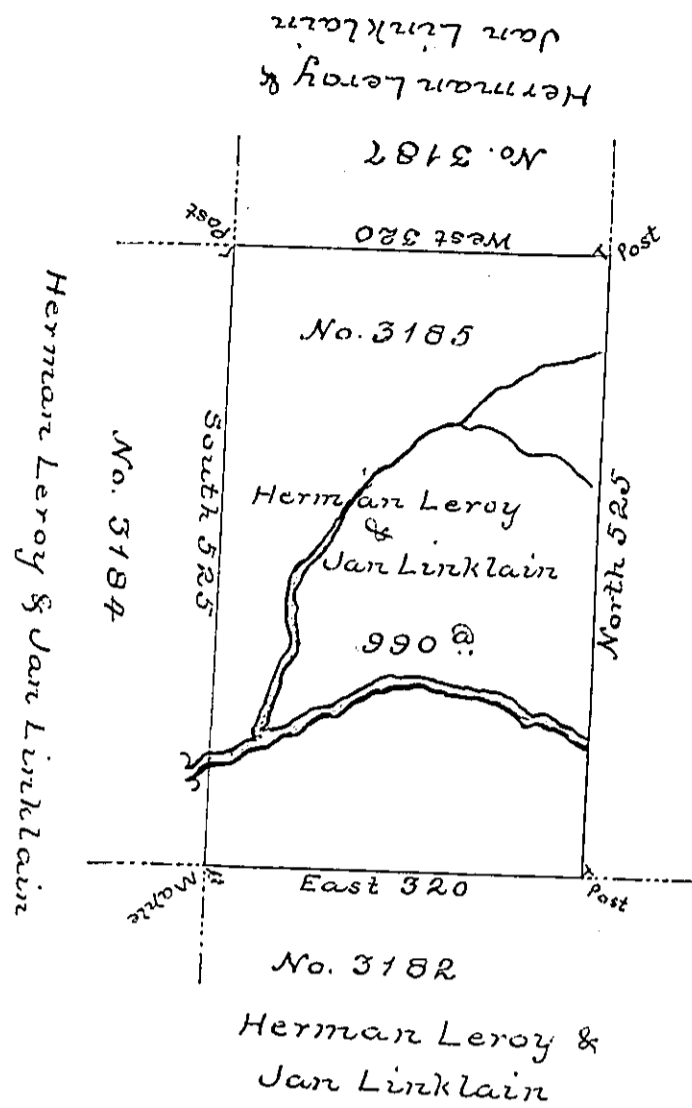 No. 3187
Herman Leroy &
Jan Linklain
Post
West 320
Post
No. 3185
Herman Leroy
&
Jan Linklain
990 a
South 525
North 525
No. 3184
Herman Leroy & Jan Linklain
Mahle
East 320
Post
No. 3182
Herman Leroy &
Jan Linklain